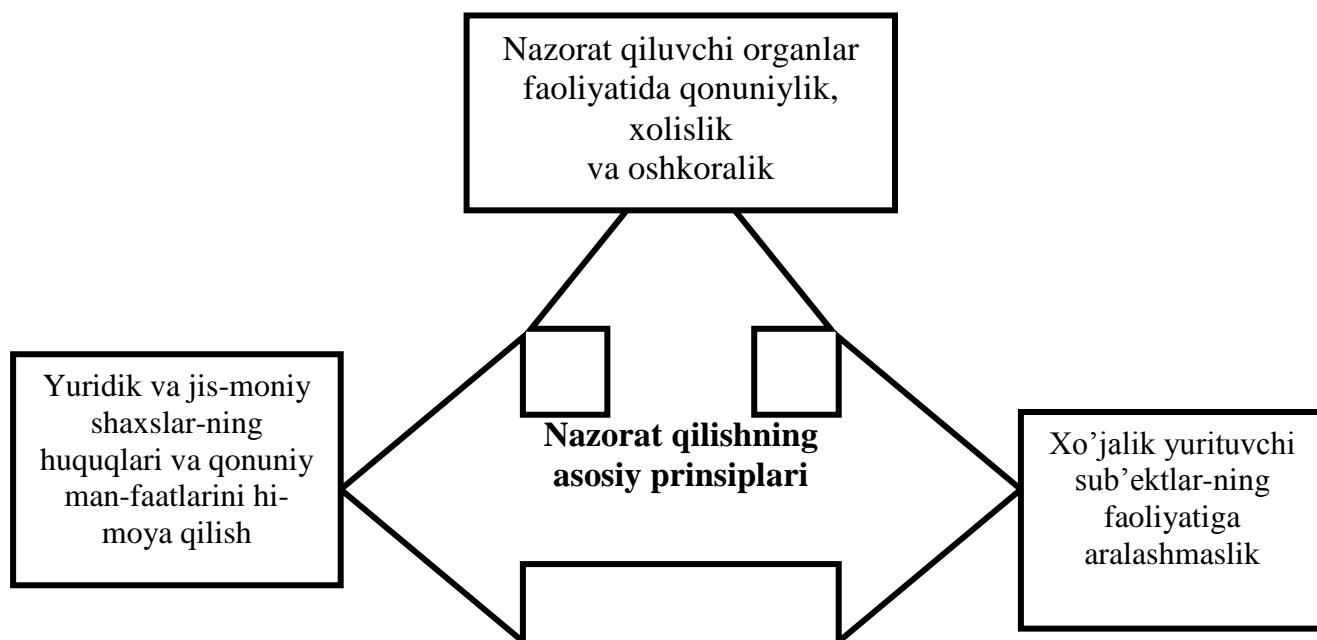 Nazorat qiluvchi organlar
faoliyatida qonuniylik,
xolislik
va oshkoralik
Yuridik va jis-moniy
shaxslar-ning
huquqlari va qonuniy
man-faatlarini hi-
moya qilish
Nazorat qilishning
asosiy prinsiplari
Xo’jalik yurituvchi
sub’ektlar-ning
faoliyatiga
aralashmaslik